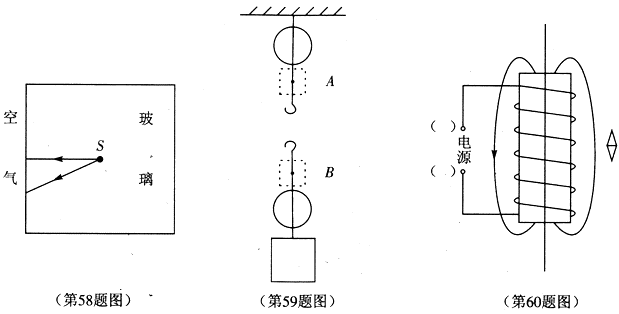 空 玻
S
气 璃
(第58题图)
A
B
(第59题图)
( )
电
源
( )
(第60题图)